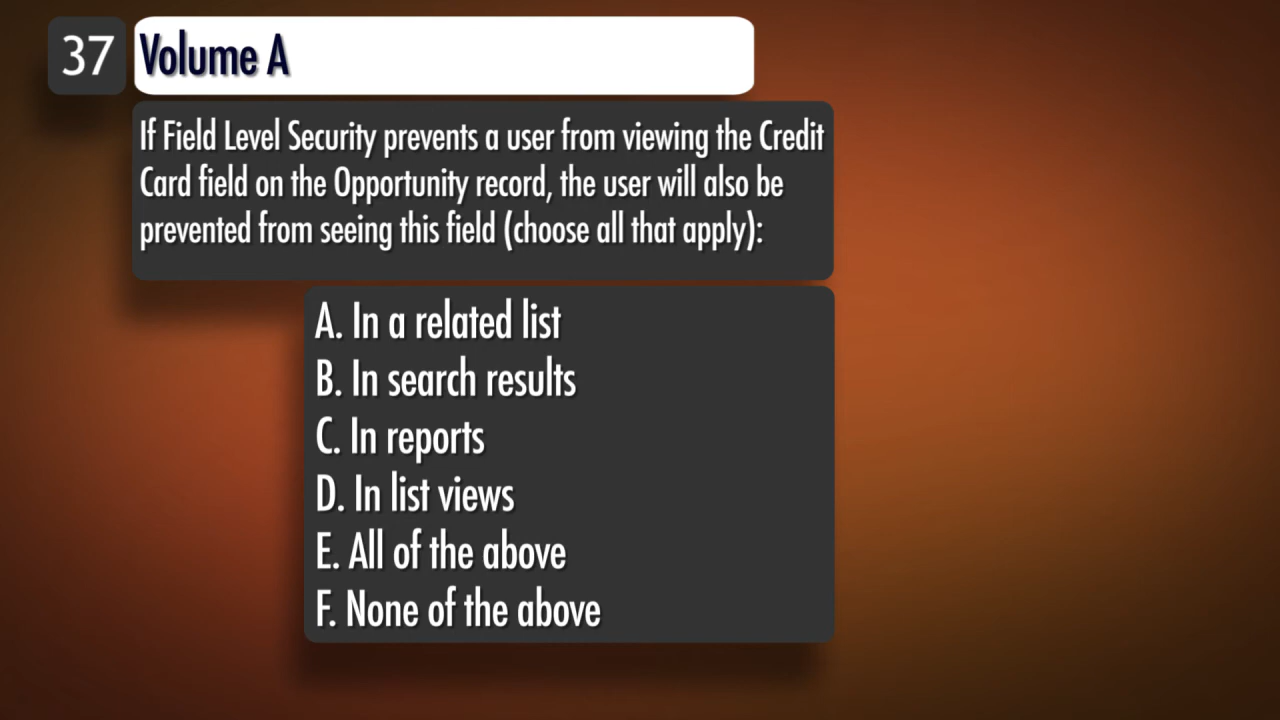 37 Volume A
If Field Level Security prevents a user from viewing the Credit
Card field on the Opportunity record, the user will also be
prevented from seeing this field (choose all that apply):
A. In a related list
B. In search results
C. In reports
D. In list views
E. All of the above
F. None of the above